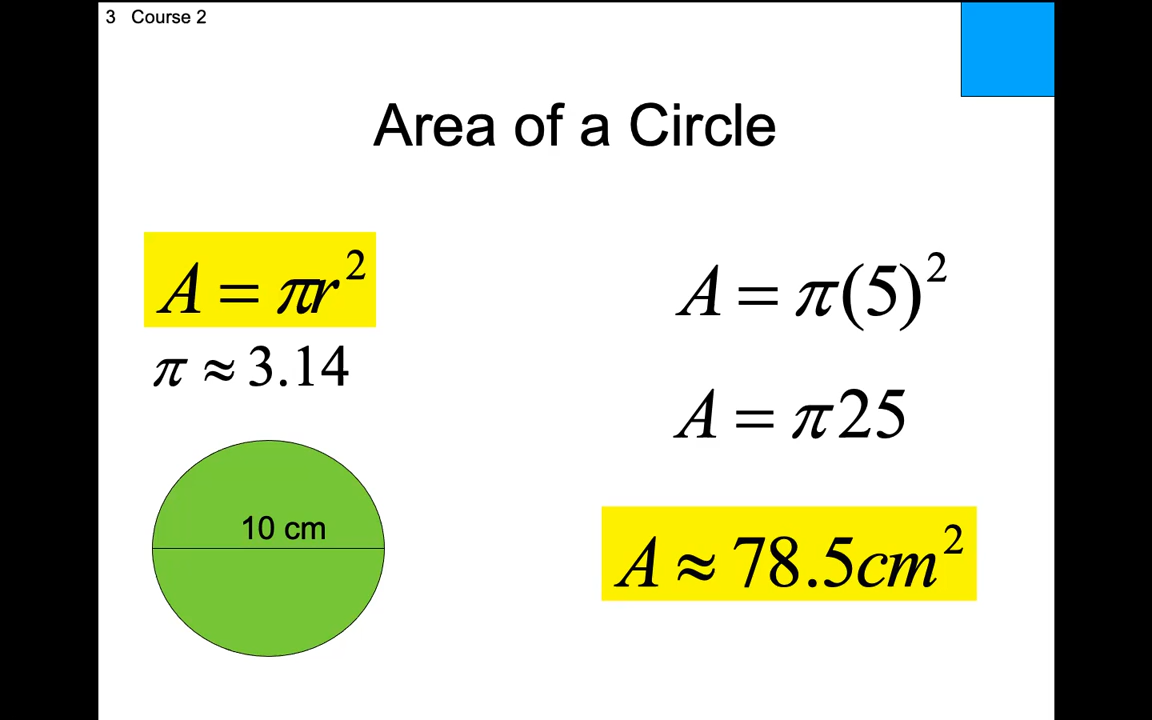 3 Course 2
Area of a Circle
A = πr²
π ≈ 3.14
10 cm
A = π(5)²
A = π25
A ≈ 78.5cm²